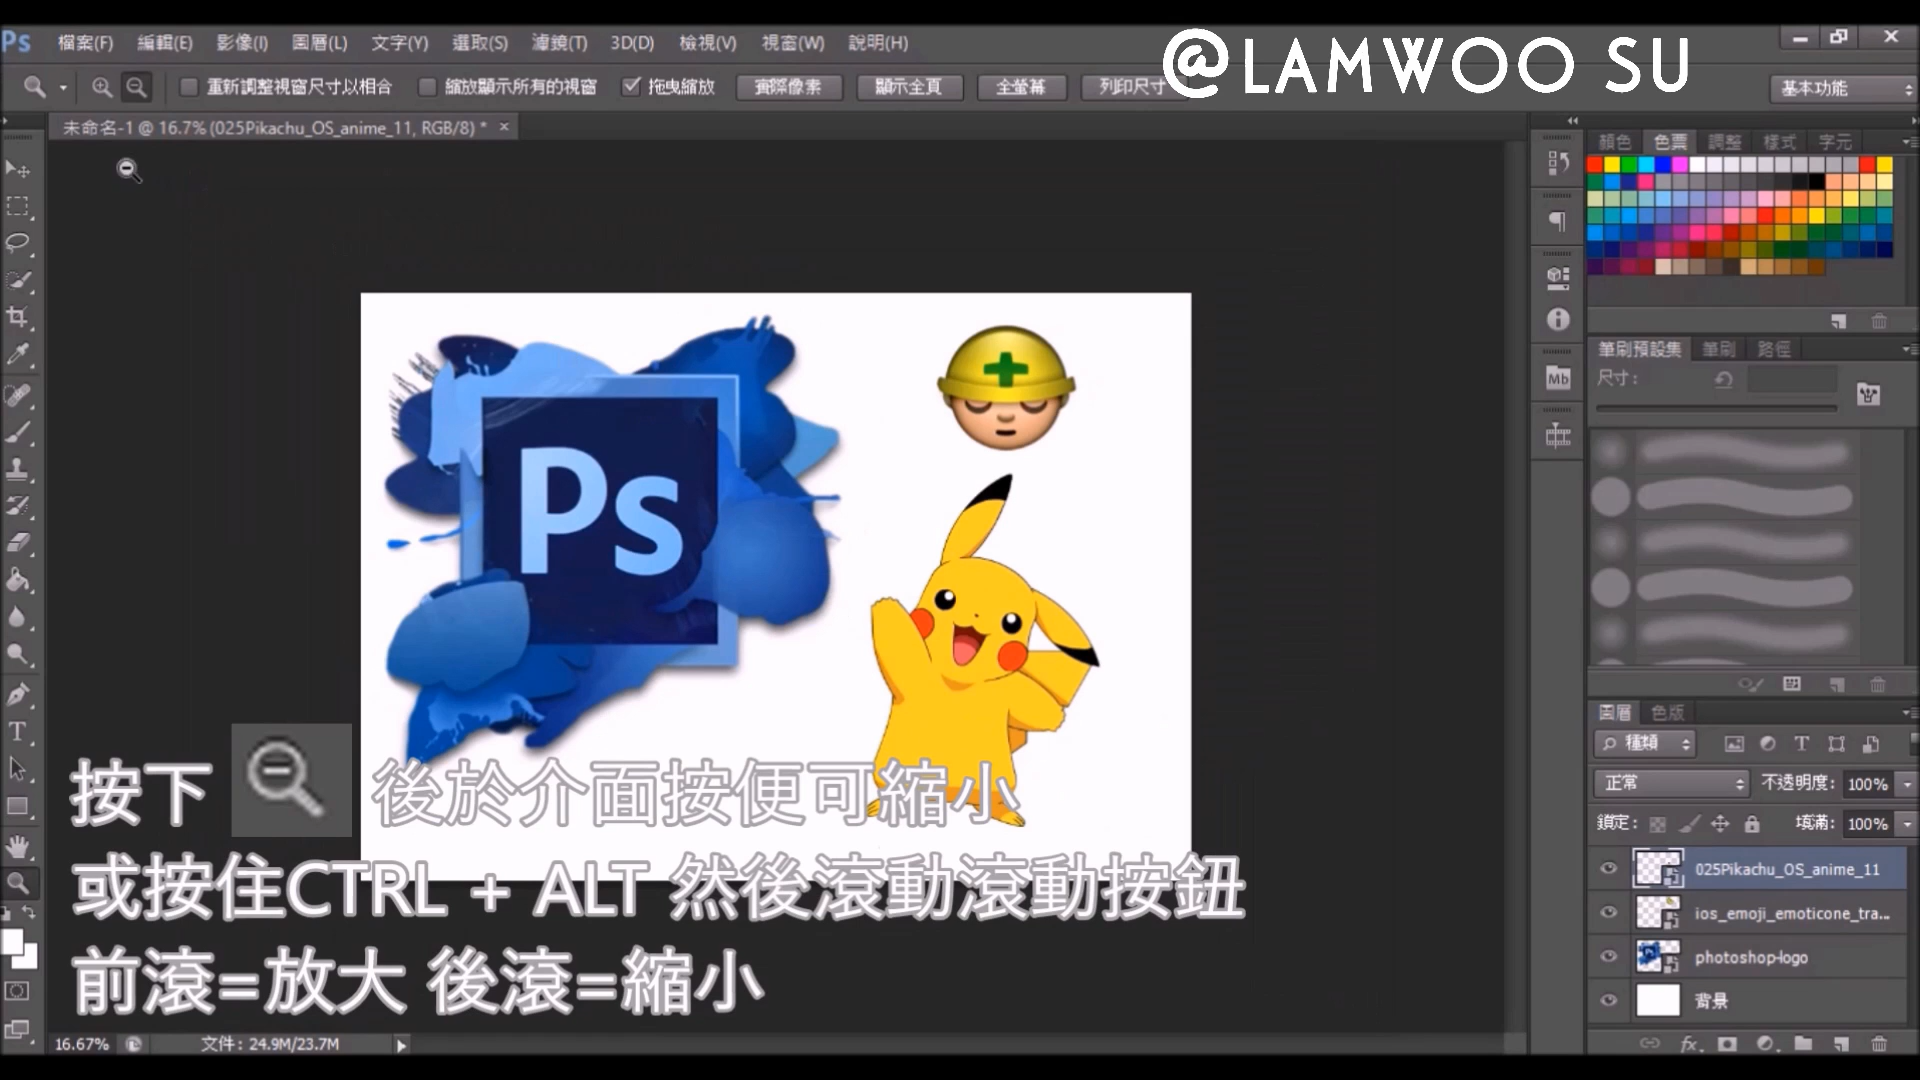 @LAMWOO SU
Ps 檔案(F) 編輯(E) 影像(I) 圖層(L) 文字(Y) 選取(S) 濾鏡(T) 3D(D) 檢視(V) 視窗(W) 說明(H)
重新調整視窗尺寸以相合 縮放顯示所有的視窗 拖曳縮放 實際像素 顯示全頁 全螢幕 列印尺寸 基本功能
未命名-1 @ 16.7% (025Pikachu_OS_anime_11, RGB/8) *
顏色 色票 調整 樣式 字元
筆刷預設集 筆刷 路徑
尺寸:
Mb
Ps
圖層 色版
種類
正常 不透明度: 100%
鎖定: 填滿: 100%
025Pikachu_OS_anime_11
ios_emoji_emoticone_tra...
photoshop-logo
背景
fx
按下 後於介面按便可縮小
或按住CTRL + ALT 然後滾動滾動按鈕
前滾=放大 後滾=縮小
16.67% 文件: 24.9M/23.7M